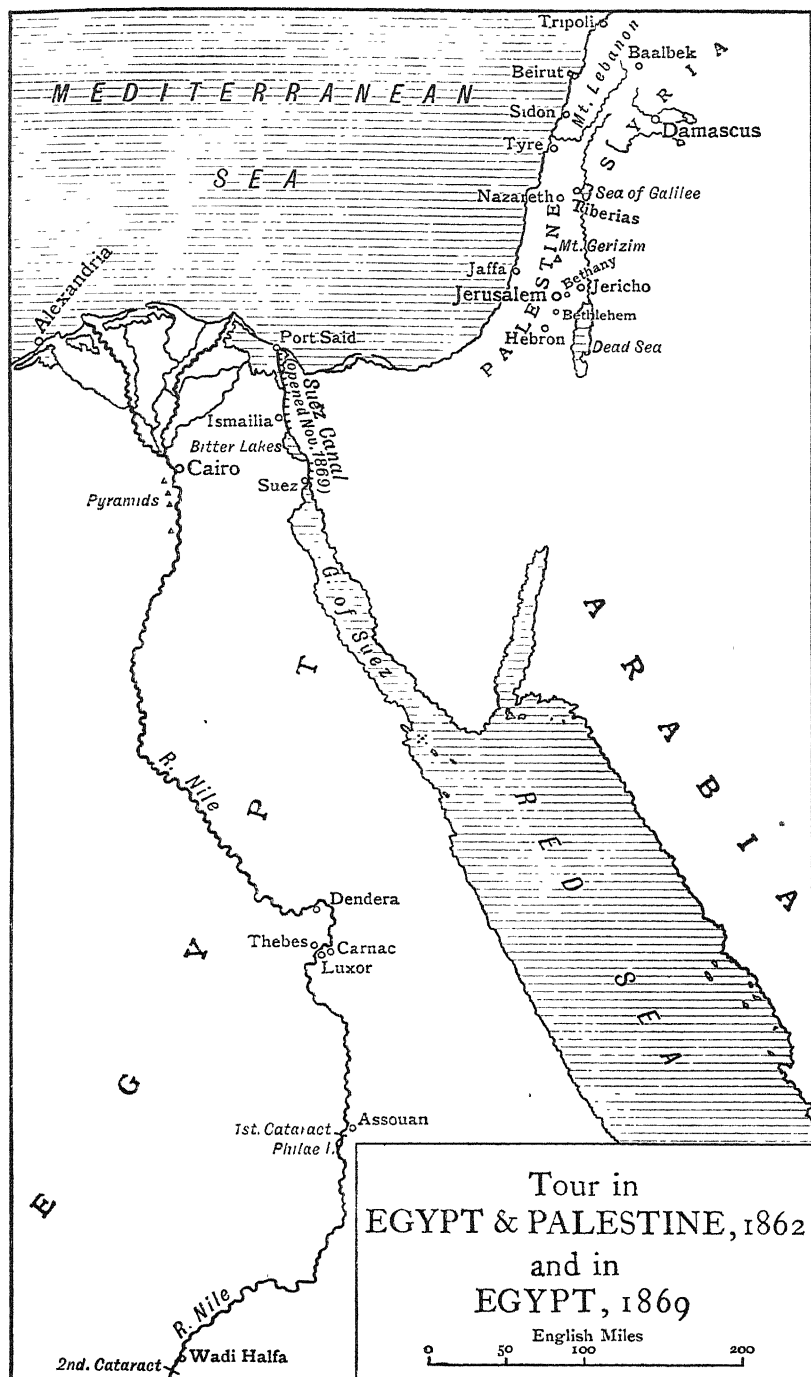 Tripoli
Baalbek
Mt. Lebanon
SYRIA
Beirut
MEDITERRANEAN
SEA
Sidon
Damascus
Tyre
Nazareth
Sea of Galilee
Tiberias
PALESTINE
Mt. Gerizim
Jaffa
Bethany
Jerusalem
Jericho
Bethlehem
Hebron
Dead Sea
Alexandria
Port Said
Suez Canal
(opened Nov. 1869)
Ismailia
Bitter Lakes
Cairo
Suez
Pyramids
G. of Suez
ARABIA
EGYPT
R. Nile
RED SEA
Dendera
Thebes
Carnac
Luxor
1st. Cataract
Assouan
Philae I.
R. Nile
Wadi Halfa
2nd. Cataract
Tour in
EGYPT & PALESTINE, 1862
and in
EGYPT, 1869
English Miles
0 50 100 200